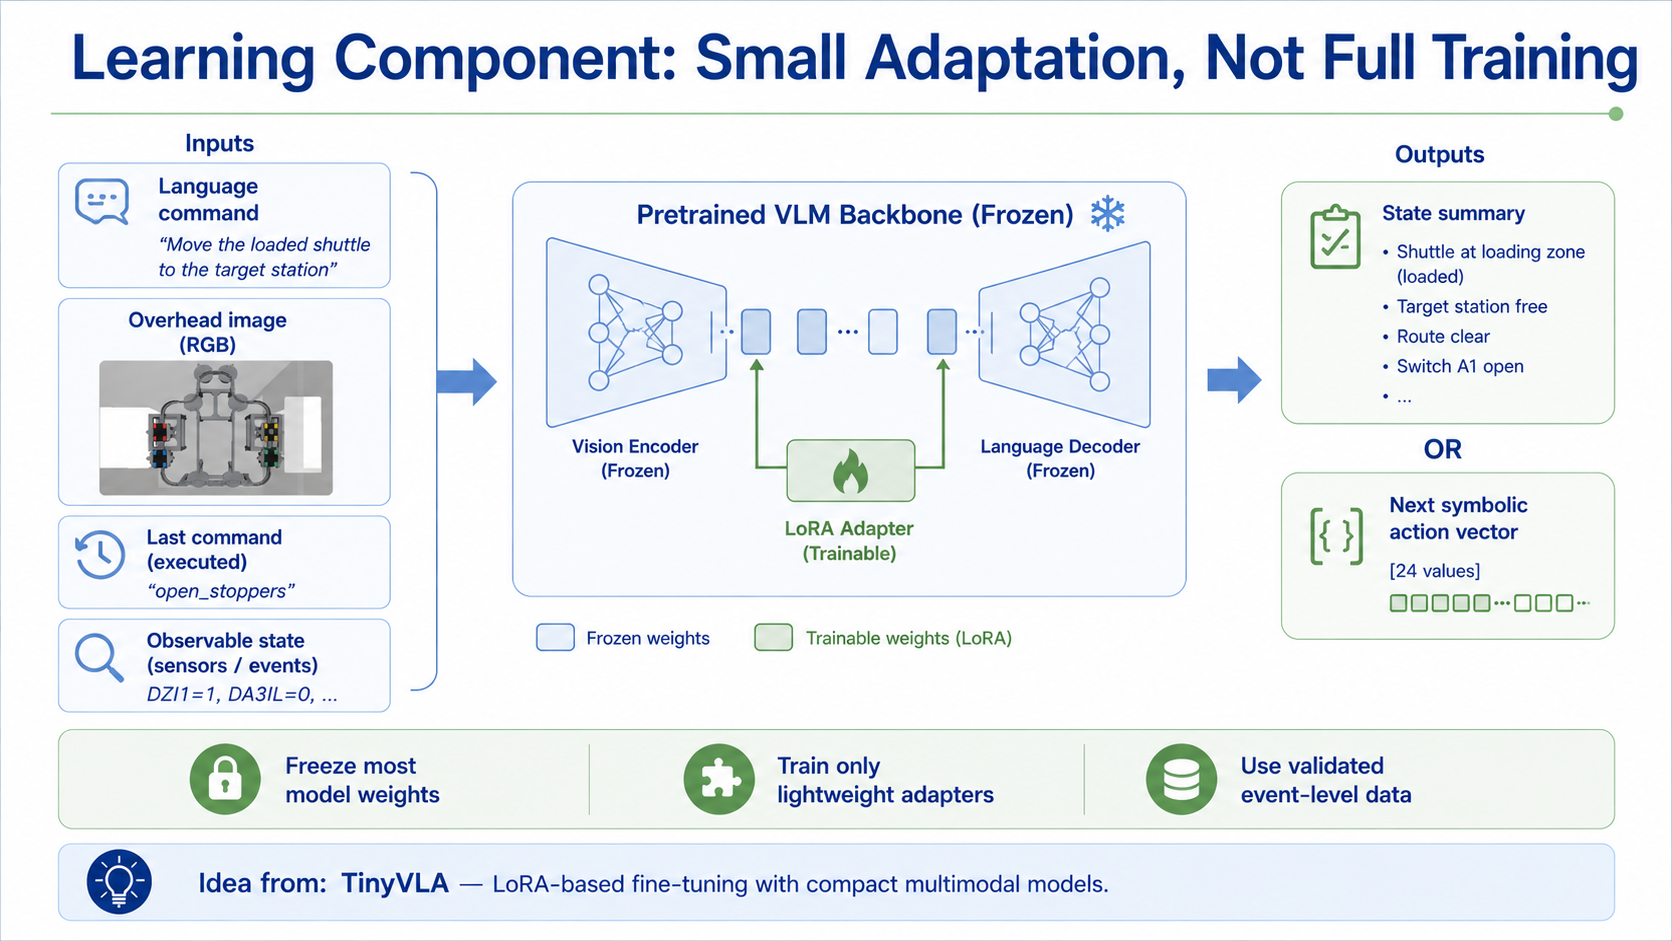 Learning Component: Small Adaptation, Not Full Training
Inputs
Language
command
“Move the loaded shuttle
to the target station”
Overhead image
(RGB)
Last command
(executed)
“open_stoppers”
Observable state
(sensors / events)
DZI1=1, DA3IL=0, ...
Pretrained VLM Backbone (Frozen)
Vision Encoder
(Frozen)
Language Decoder
(Frozen)
LoRA Adapter
(Trainable)
Frozen weights
Trainable weights (LoRA)
Outputs
State summary
• Shuttle at loading zone
(loaded)
• Target station free
• Route clear
• Switch A1 open
• ...
OR
Next symbolic
action vector
[24 values]
Freeze most
model weights
Train only
lightweight adapters
Use validated
event-level data
Idea from: TinyVLA — LoRA-based fine-tuning with compact multimodal models.